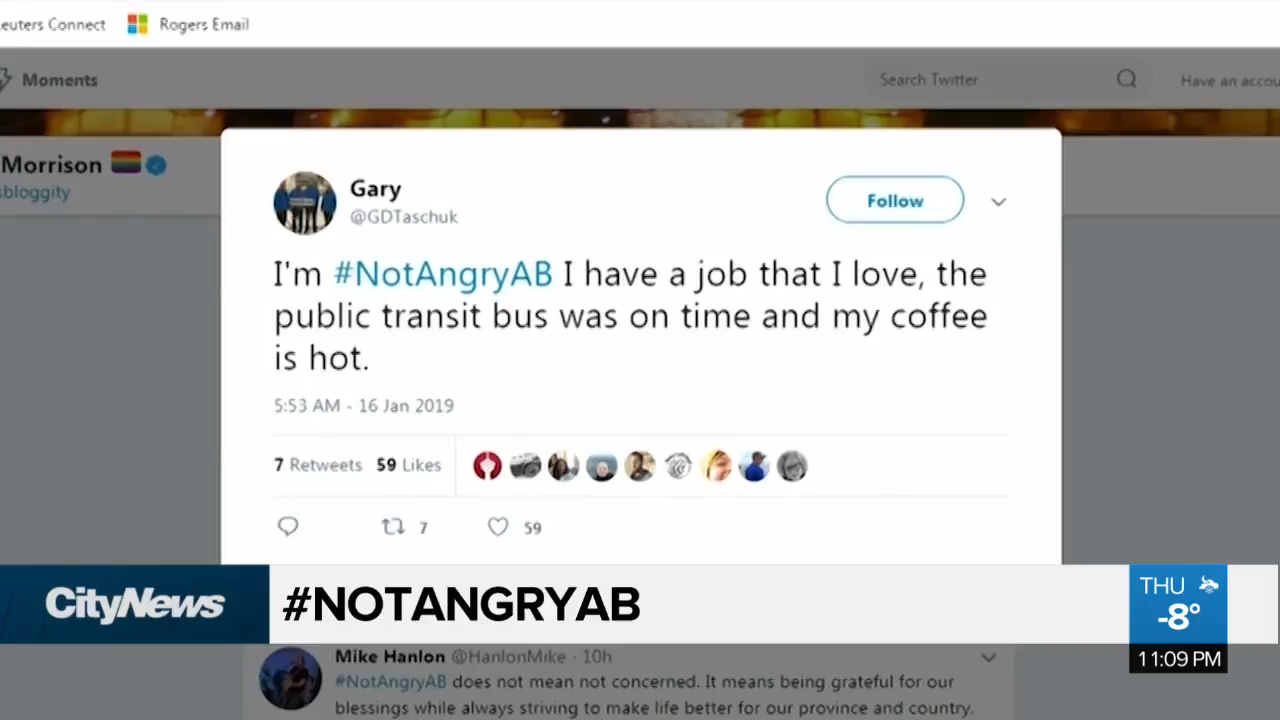 euters Connect Rogers Email
Moments Search Twitter Have an accou
Morrison
sbloggity
Gary
@GDTaschuk
Follow
I'm #NotAngryAB I have a job that I love, the
public transit bus was on time and my coffee
is hot.
5:53 AM - 16 Jan 2019
7 Retweets 59 Likes
7 59
CityNews #NOTANGRYAB
THU
-8°
11:09 PM
Mike Hanlon @HanlonMike · 10h
#NotAngryAB does not mean not concerned. It means being grateful for our
blessings while always striving to make life better for our province and country.